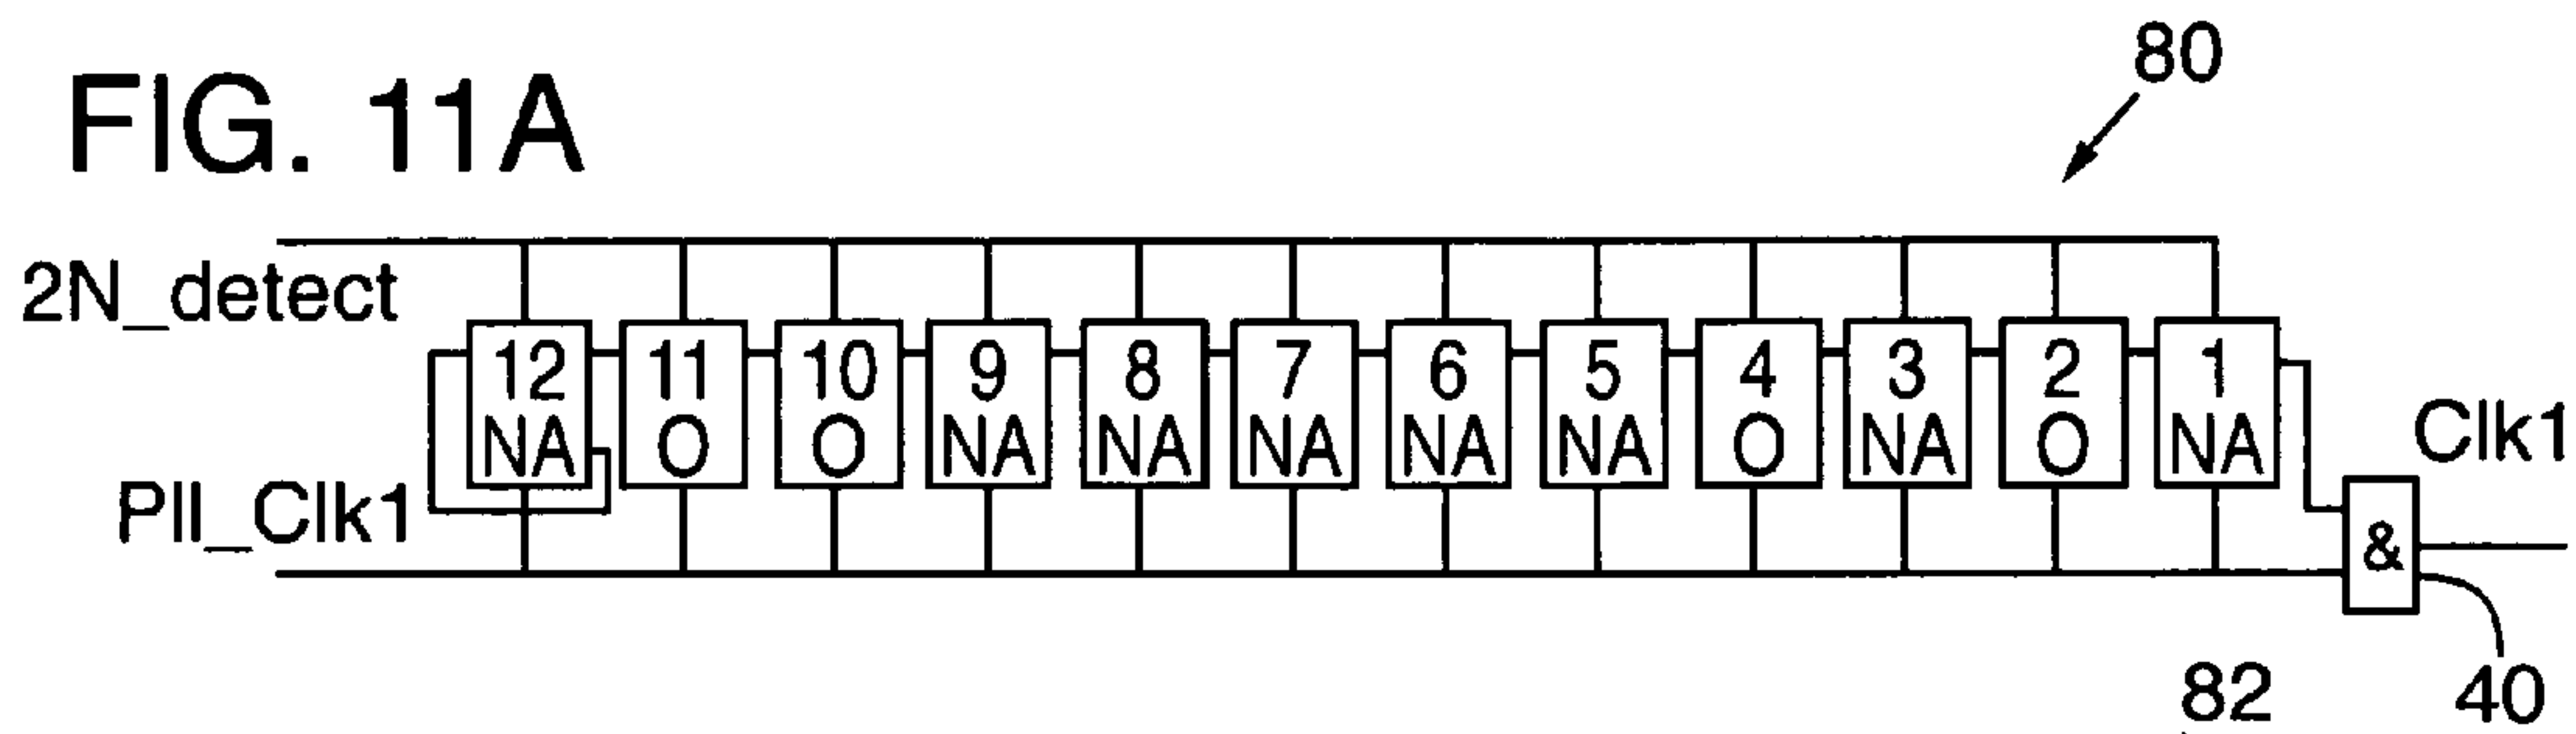 80
FIG. 11A
2N_detect
12 11 10 9 8 7 6 5 4 3 2 1
NA O O NA NA NA NA NA O NA O NA
Clk1
Pll_Clk1
&
82
40